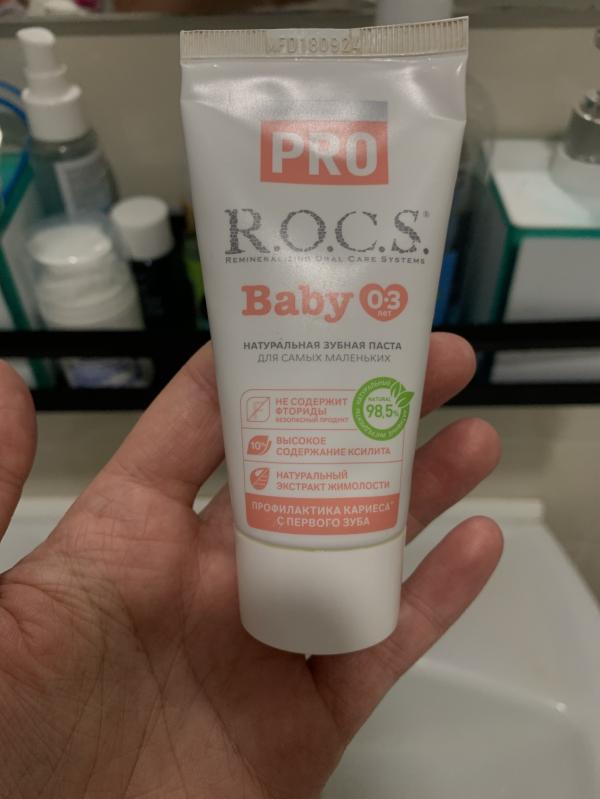 MFD180924
PRO
R.O.C.S.®
REMINERALIZING ORAL CARE SYSTEMS
Baby 0-3
лет
НАТУРАЛЬНАЯ ЗУБНАЯ ПАСТА
ДЛЯ САМЫХ МАЛЕНЬКИХ
НЕ СОДЕРЖИТ
ФТОРИДЫ
БЕЗОПАСНЫЙ ПРОДУКТ
NATURAL
98,5%
10%
ВЫСОКОЕ
СОДЕРЖАНИЕ КСИЛИТА
НАТУРАЛЬНЫЙ
ЭКСТРАКТ ЖИМОЛОСТИ
ПРОФИЛАКТИКА КАРИЕСА*
С ПЕРВОГО ЗУБА